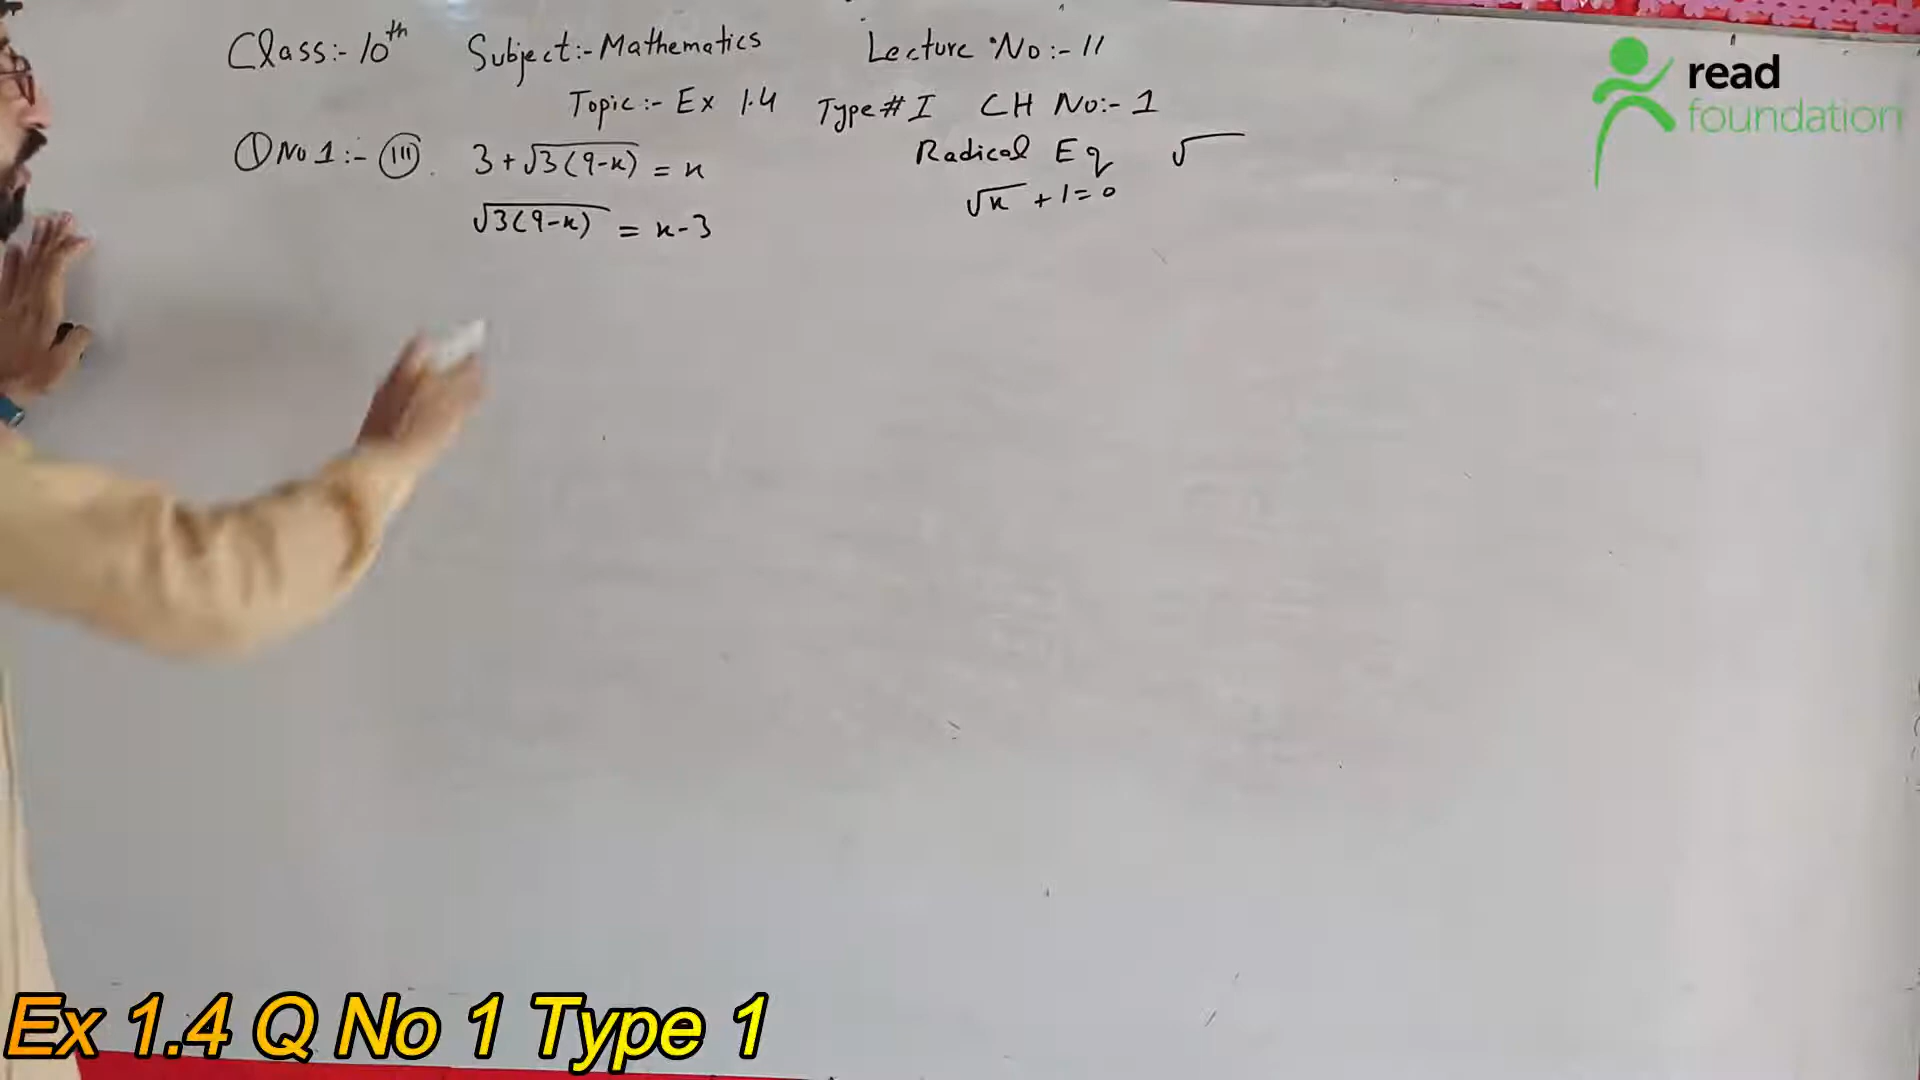 Class:- 10th Subject:- Mathematics Lecture No:- 11
Topic:- Ex 1.4 Type # I CH No:- 1
Q No 1:- (III). 3+√3(9-x) = x
√3(9-x) = x-3
Radical Eq √
√x + 1 = 0
read
foundation
Ex 1.4 Q No 1 Type 1